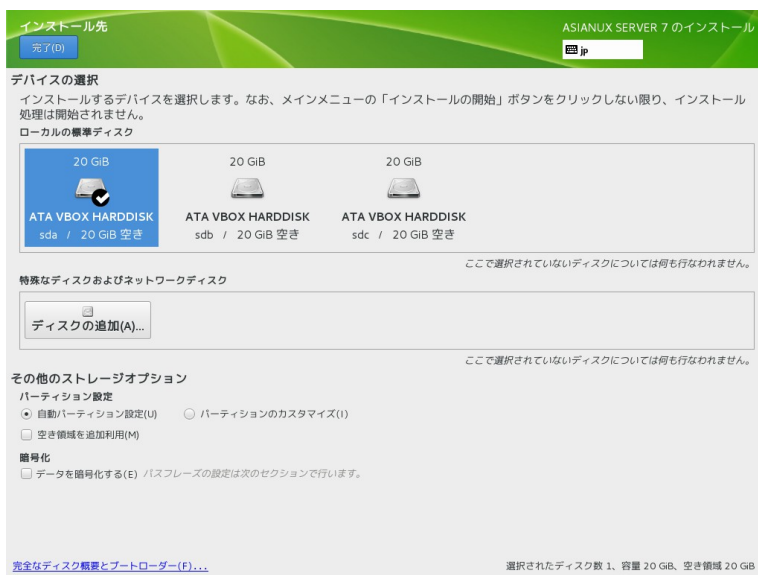 インストール先
ASIANUX SERVER 7 のインストール
完了(D)
jp
デバイスの選択
インストールするデバイスを選択します。なお、メインメニューの「インストールの開始」ボタンをクリックしない限り、インストール
処理は開始されません。
ローカルの標準ディスク
20 GiB 20 GiB 20 GiB
ATA VBOX HARDDISK ATA VBOX HARDDISK ATA VBOX HARDDISK
sda / 20 GiB 空き sdb / 20 GiB 空き sdc / 20 GiB 空き
ここで選択されていないディスクについては何も行なわれません。
特殊なディスクおよびネットワークディスク
ディスクの追加(A)...
ここで選択されていないディスクについては何も行なわれません。
その他のストレージオプション
パーティション設定
自動パーティション設定(U) パーティションのカスタマイズ(I)
空き領域を追加利用(M)
暗号化
データを暗号化する(E) パスフレーズの設定は次のセクションで行います。
完全なディスク概要とブートローダー(F)... 選択されたディスク数 1、容量 20 GiB、空き領域 20 GiB